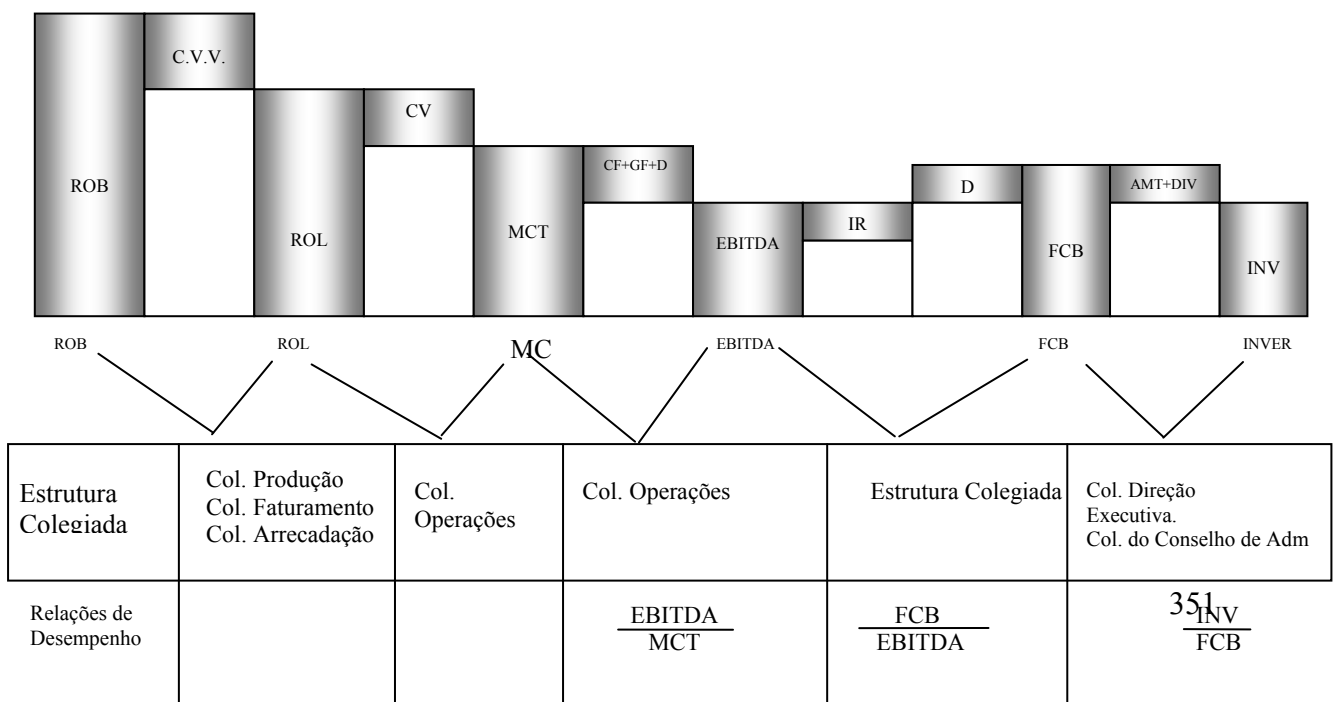 C.V.V.
CV
CF+GF+D
D
AMT+DIV
ROB
ROL
MCT
EBITDA
IR
FCB
INV
ROB
ROL
MC
EBITDA
FCB
INVER
Estrutura
Colegiada
Col. Produção
Col. Faturamento
Col. Arrecadação
Col.
Operações
Col. Operações
Estrutura Colegiada
Col. Direção
Executiva.
Col. do Conselho de Adm
Relações de
Desempenho
EBITDA
MCT
FCB
EBITDA
351
INV
FCB